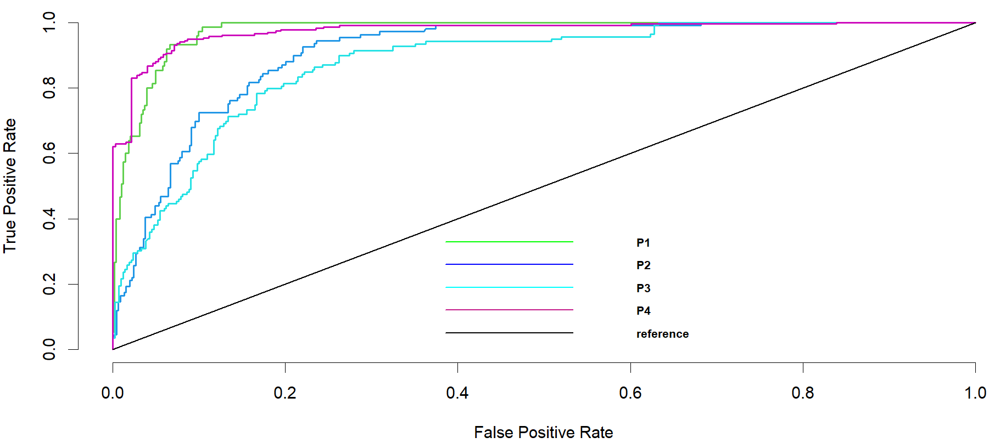 True Positive Rate
1.0
0.8
0.6
0.4
0.2
0.0
P1
P2
P3
P4
reference
0.0 0.2 0.4 0.6 0.8 1.0
False Positive Rate